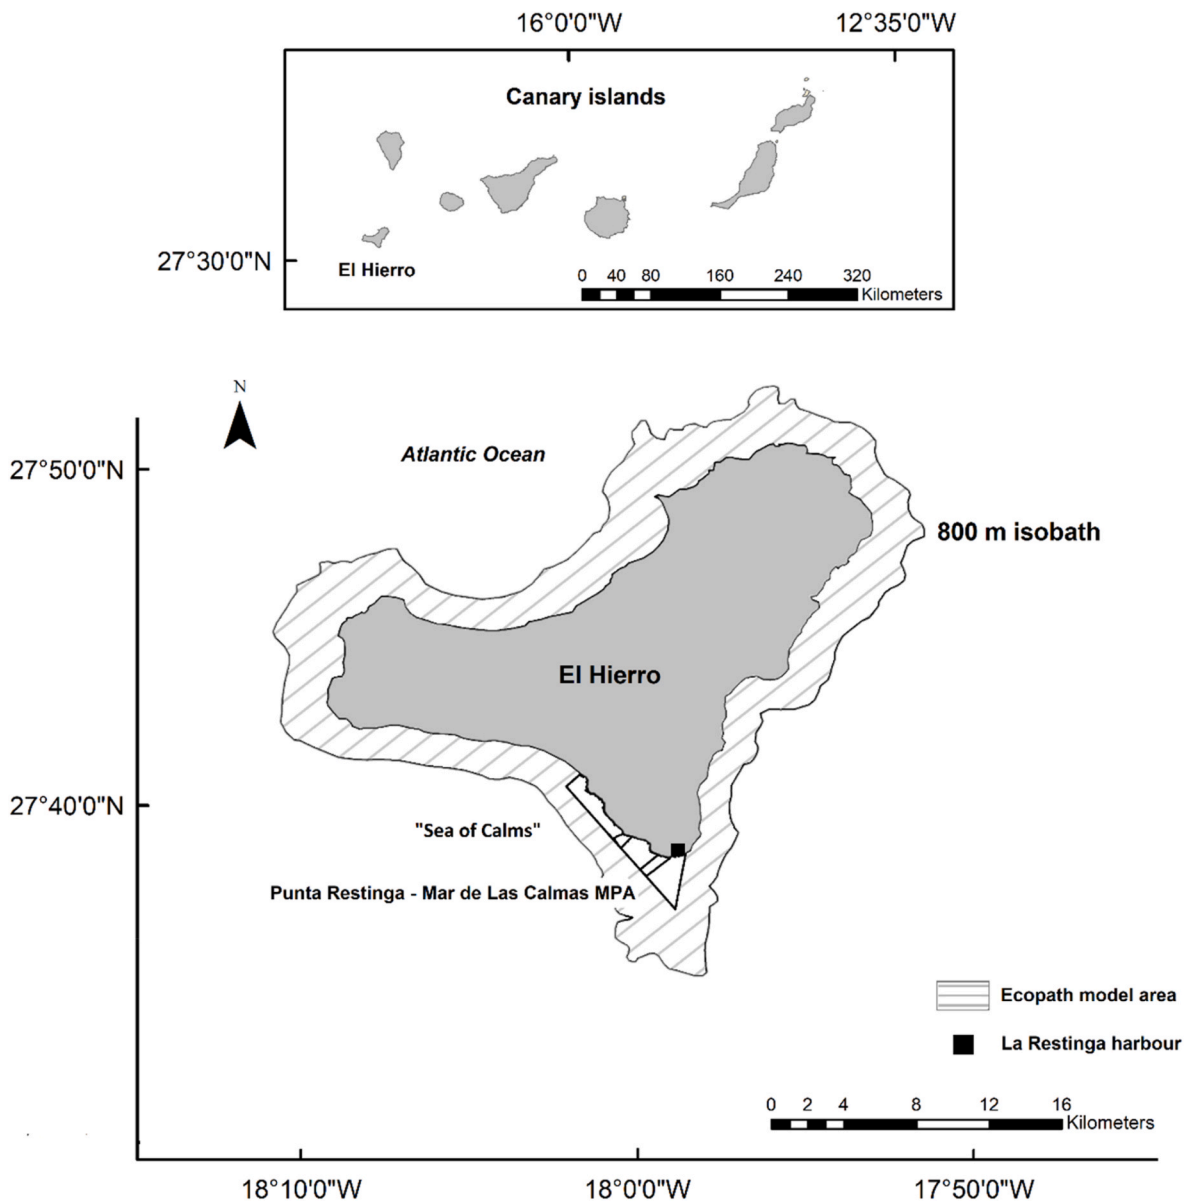 16°0'0"W 12°35'0"W
Canary islands
27°30'0"N
El Hierro
0 40 80 160 240 320
Kilometers
N
Atlantic Ocean
27°50'0"N
800 m isobath
El Hierro
27°40'0"N
"Sea of Calms"
Punta Restinga - Mar de Las Calmas MPA
Ecopath model area
La Restinga harbour
0 2 4 8 12 16
Kilometers
18°10'0"W 18°0'0"W 17°50'0"W